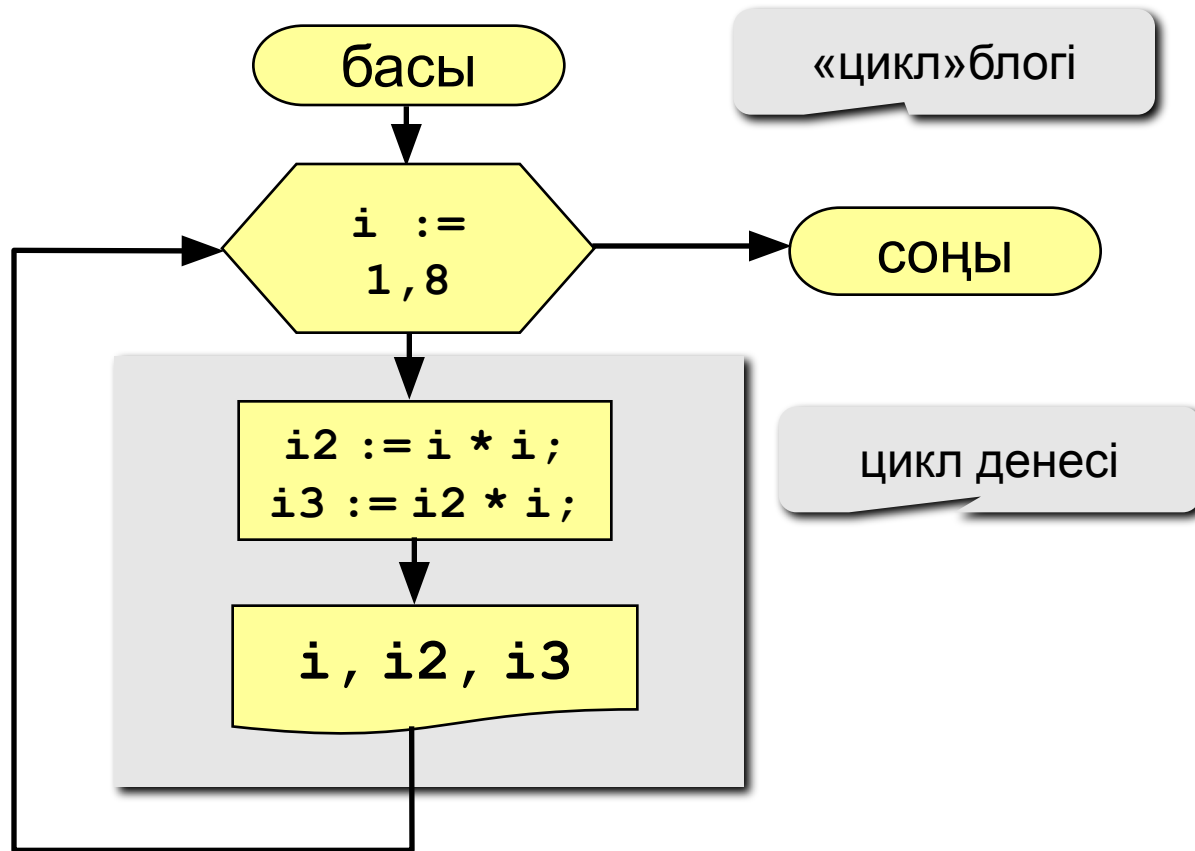 басы
«цикл»блогі
i :=
1,8
соңы
i2 := i * i;
i3 := i2 * i;
цикл денесі
i, i2, i3